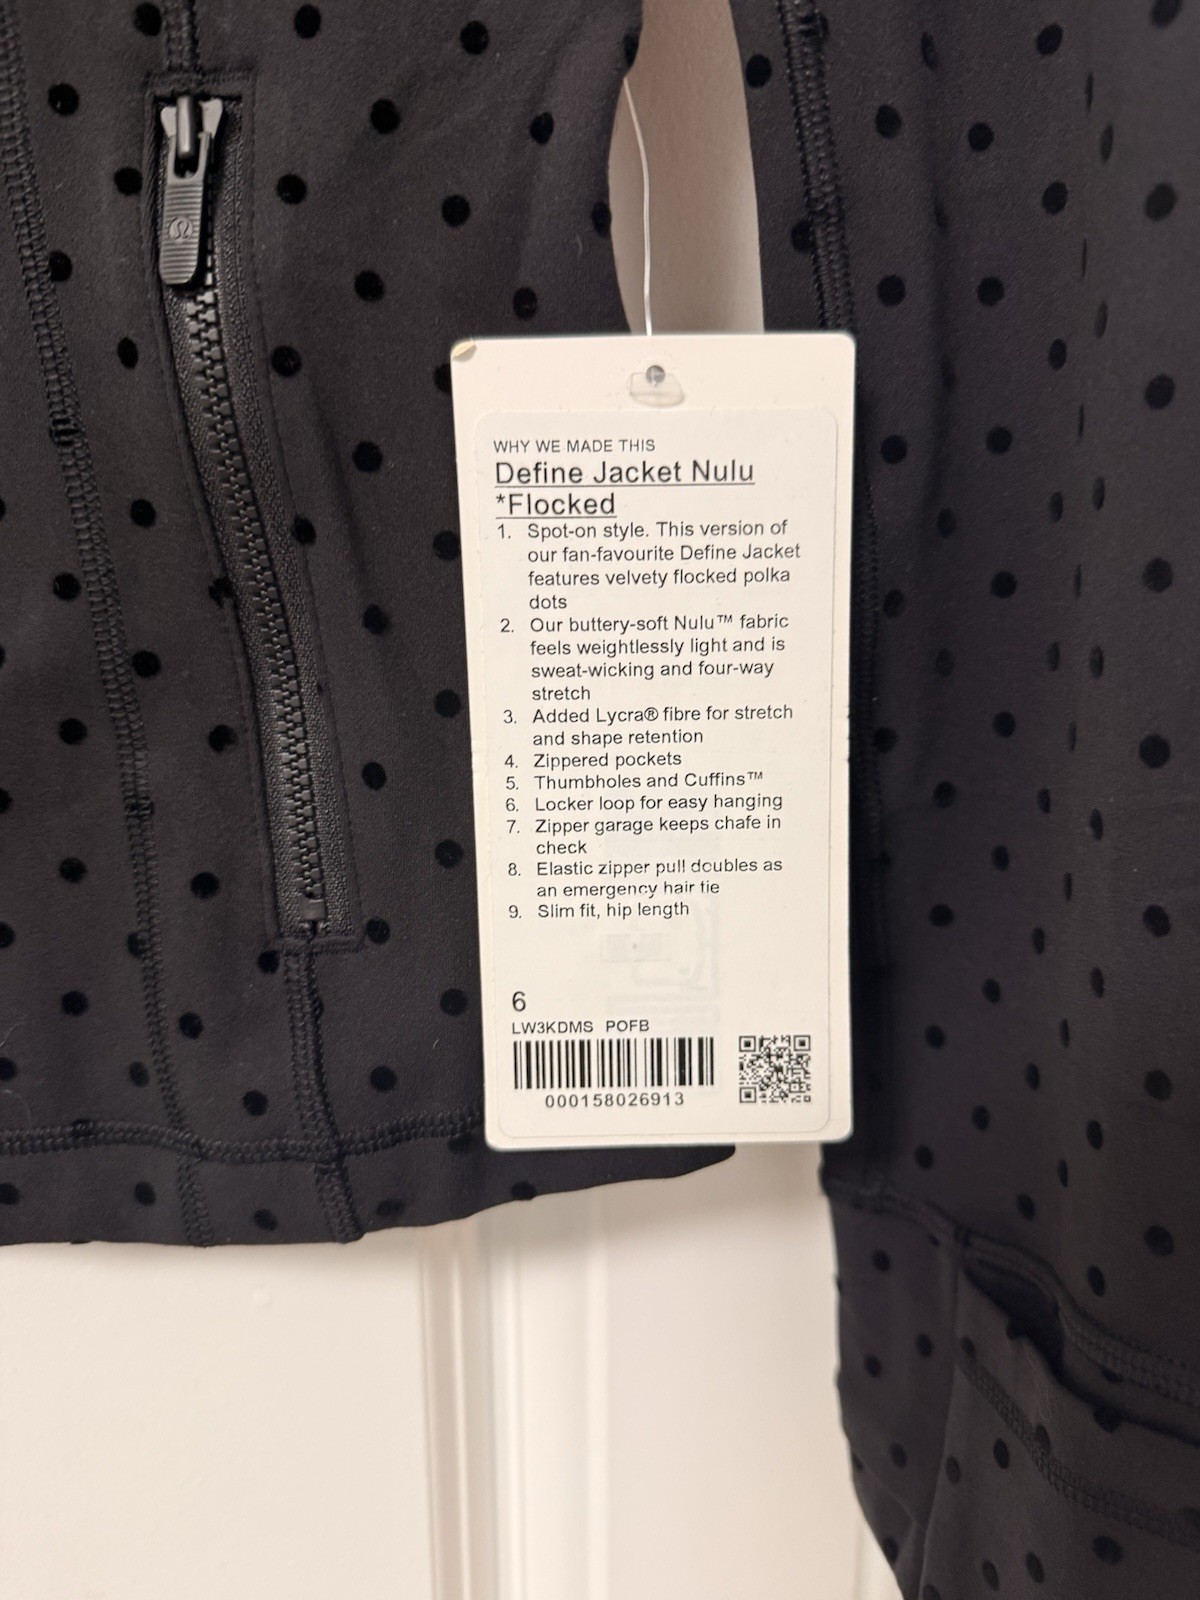 WHY WE MADE THIS
Define Jacket Nulu
*Flocked
1. Spot-on style. This version of
our fan-favourite Define Jacket
features velvety flocked polka
dots
2. Our buttery-soft Nulu™ fabric
feels weightlessly light and is
sweat-wicking and four-way
stretch
3. Added Lycra® fibre for stretch
and shape retention
4. Zippered pockets
5. Thumbholes and Cuffins™
6. Locker loop for easy hanging
7. Zipper garage keeps chafe in
check
8. Elastic zipper pull doubles as
an emergency hair tie
9. Slim fit, hip length
6
LW3KDMS POFB
000158026913